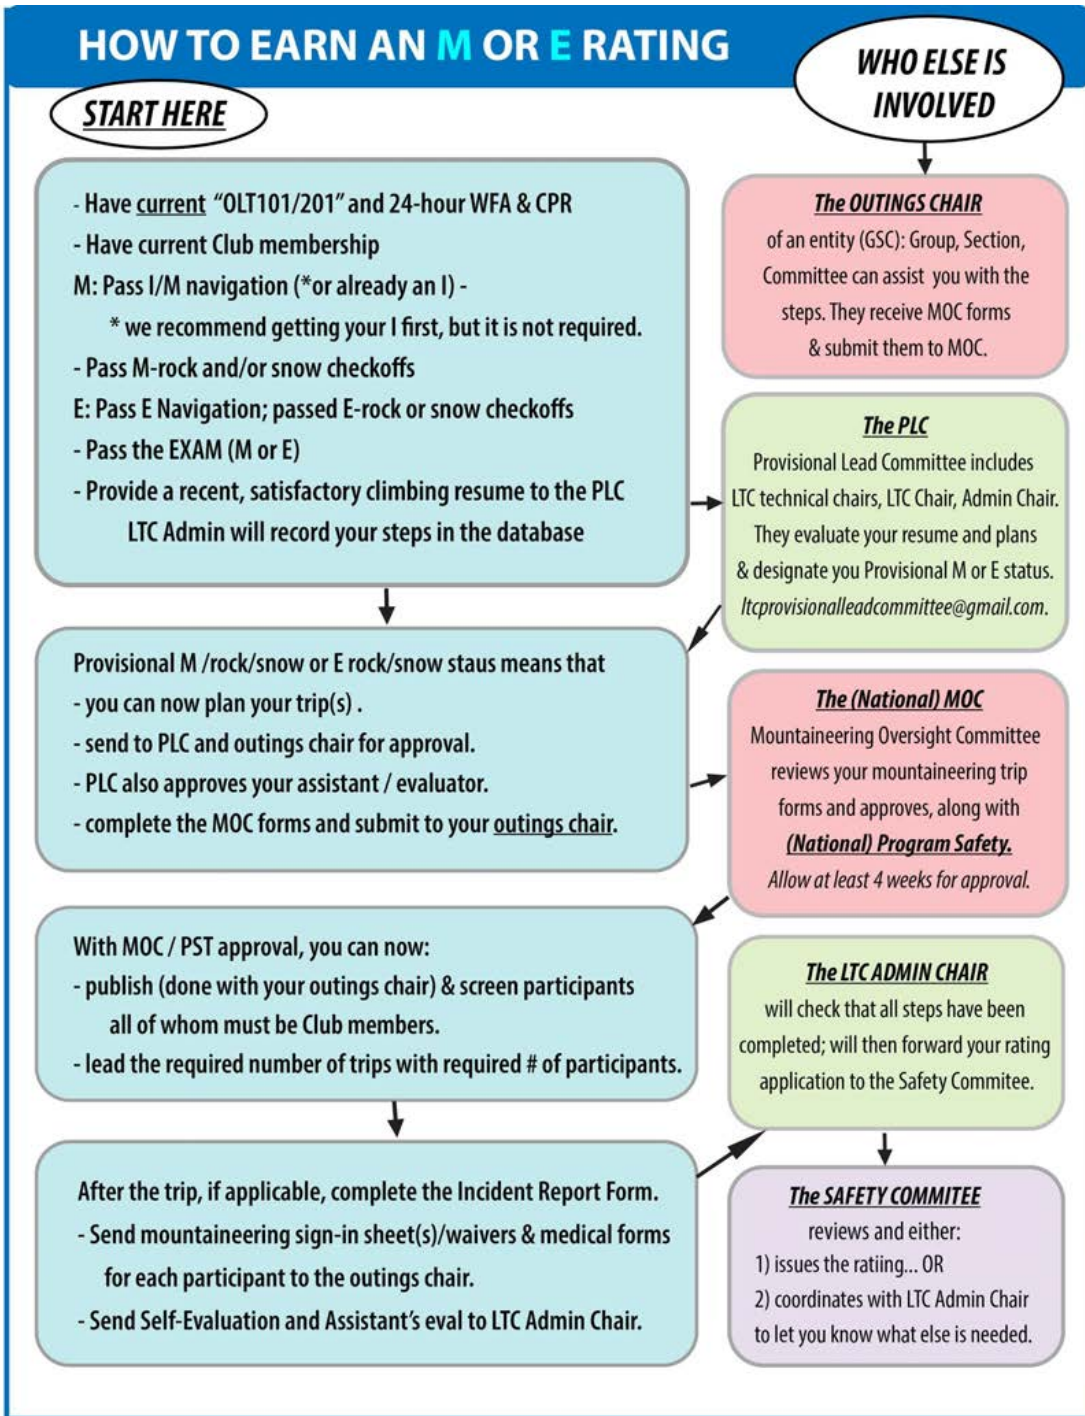 HOW TO EARN AN M OR E RATING
WHO ELSE IS
INVOLVED
START HERE
- Have current "OLT101/201" and 24-hour WFA & CPR
- Have current Club membership
M: Pass I/M navigation (*or already an I) -
* we recommend getting your I first, but it is not required.
- Pass M-rock and/or snow checkoffs
E: Pass E Navigation; passed E-rock or snow checkoffs
- Pass the EXAM (M or E)
- Provide a recent, satisfactory climbing resume to the PLC
LTC Admin will record your steps in the database
The OUTINGS CHAIR
of an entity (GSC): Group, Section,
Committee can assist you with the
steps. They receive MOC forms
& submit them to MOC.
The PLC
Provisional Lead Committee includes
LTC technical chairs, LTC Chair, Admin Chair.
They evaluate your resume and plans
& designate you Provisional M or E status.
ltcprovisionalleadcommittee@gmail.com.
Provisional M /rock/snow or E rock/snow staus means that
- you can now plan your trip(s) .
- send to PLC and outings chair for approval.
- PLC also approves your assistant / evaluator.
- complete the MOC forms and submit to your outings chair.
The (National) MOC
Mountaineering Oversight Committee
reviews your mountaineering trip
forms and approves, along with
(National) Program Safety.
Allow at least 4 weeks for approval.
With MOC / PST approval, you can now:
- publish (done with your outings chair) & screen participants
all of whom must be Club members.
- lead the required number of trips with required # of participants.
The LTC ADMIN CHAIR
will check that all steps have been
completed; will then forward your rating
application to the Safety Commitee.
After the trip, if applicable, complete the Incident Report Form.
- Send mountaineering sign-in sheet(s)/waivers & medical forms
for each participant to the outings chair.
- Send Self-Evaluation and Assistant's eval to LTC Admin Chair.
The SAFETY COMMITEE
reviews and either:
1) issues the ratiing... OR
2) coordinates with LTC Admin Chair
to let you know what else is needed.